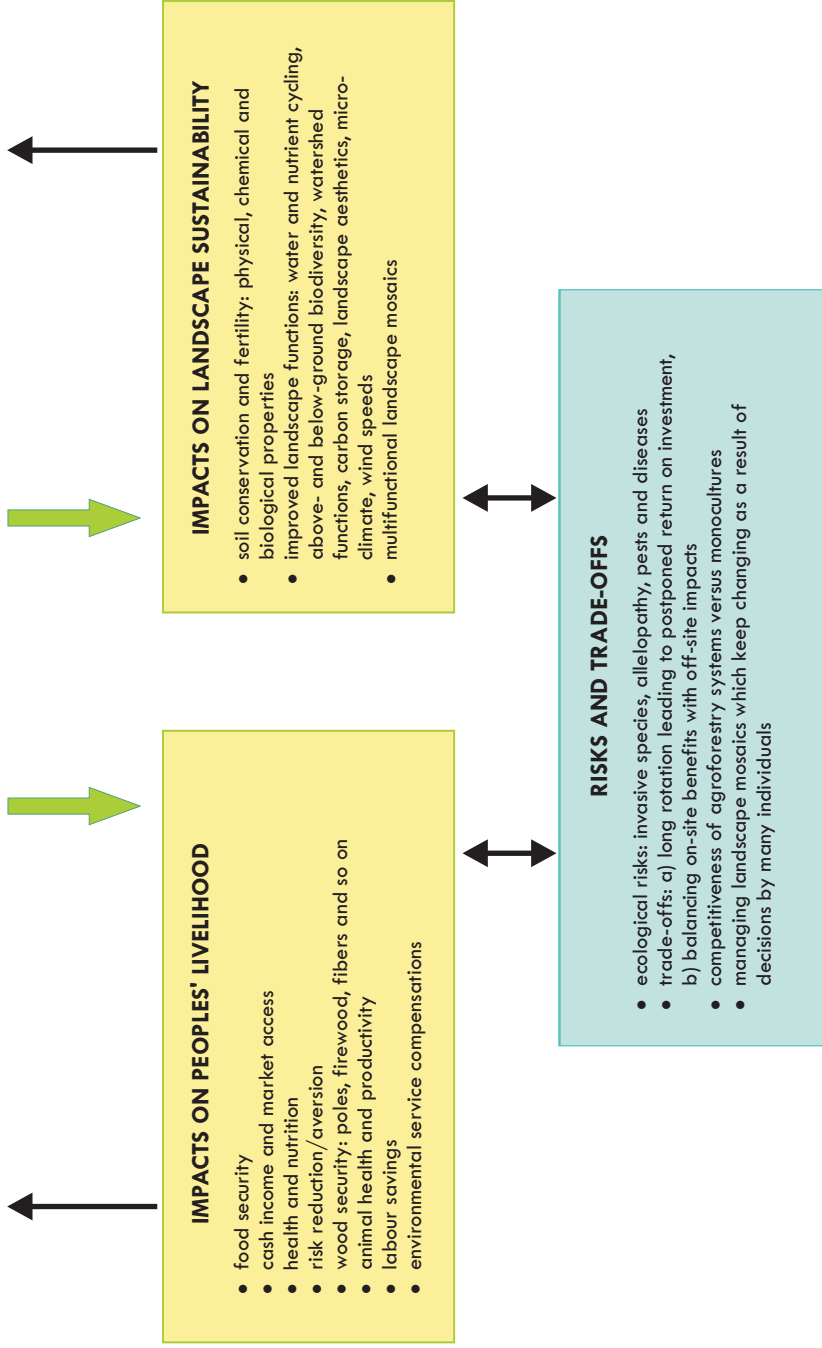 IMPACTS ON PEOPLES' LIVELIHOOD
• food security
• cash income and market access
• health and nutrition
• risk reduction/aversion
• wood security: poles, firewood, fibers and so on
• animal health and productivity
• labour savings
• environmental service compensations
IMPACTS ON LANDSCAPE SUSTAINABILITY
• soil conservation and fertility: physical, chemical and
biological properties
• improved landscape functions: water and nutrient cycling,
above- and below-ground biodiversity, watershed
functions, carbon storage, landscape aesthetics, micro-
climate, wind speeds
• multifunctional landscape mosaics
RISKS AND TRADE-OFFS
• ecological risks: invasive species, allelopathy, pests and diseases
• trade-offs: a) long rotation leading to postponed return on investment,
b) balancing on-site benefits with off-site impacts
• competitiveness of agroforestry systems versus monocultures
• managing landscape mosaics which keep changing as a result of
decisions by many individuals